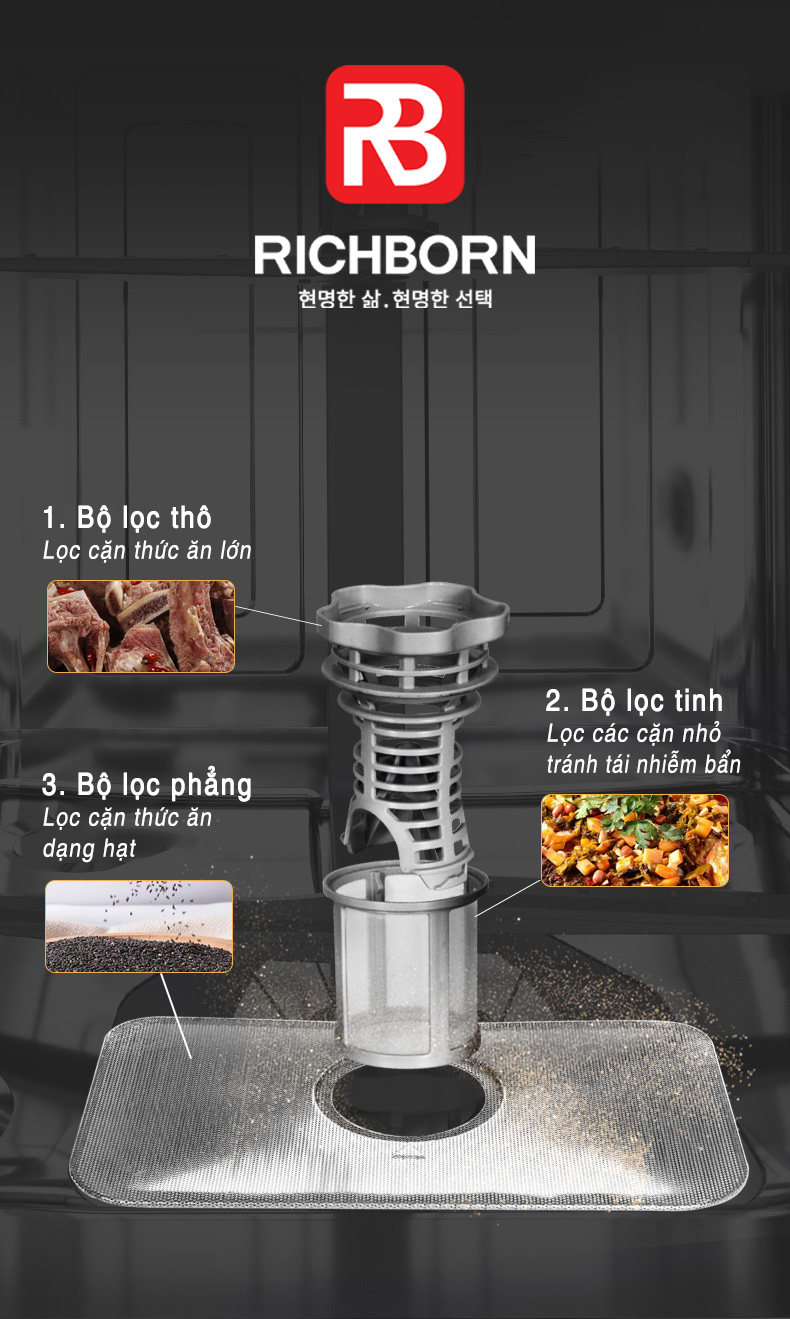 RB
RICHBORN
현명한 삶.현명한 선택
1. Bộ lọc thô
Lọc cặn thức ăn lớn
2. Bộ lọc tinh
Lọc các cặn nhỏ
tránh tái nhiễm bẩn
3. Bộ lọc phẳng
Lọc cặn thức ăn
dạng hạt